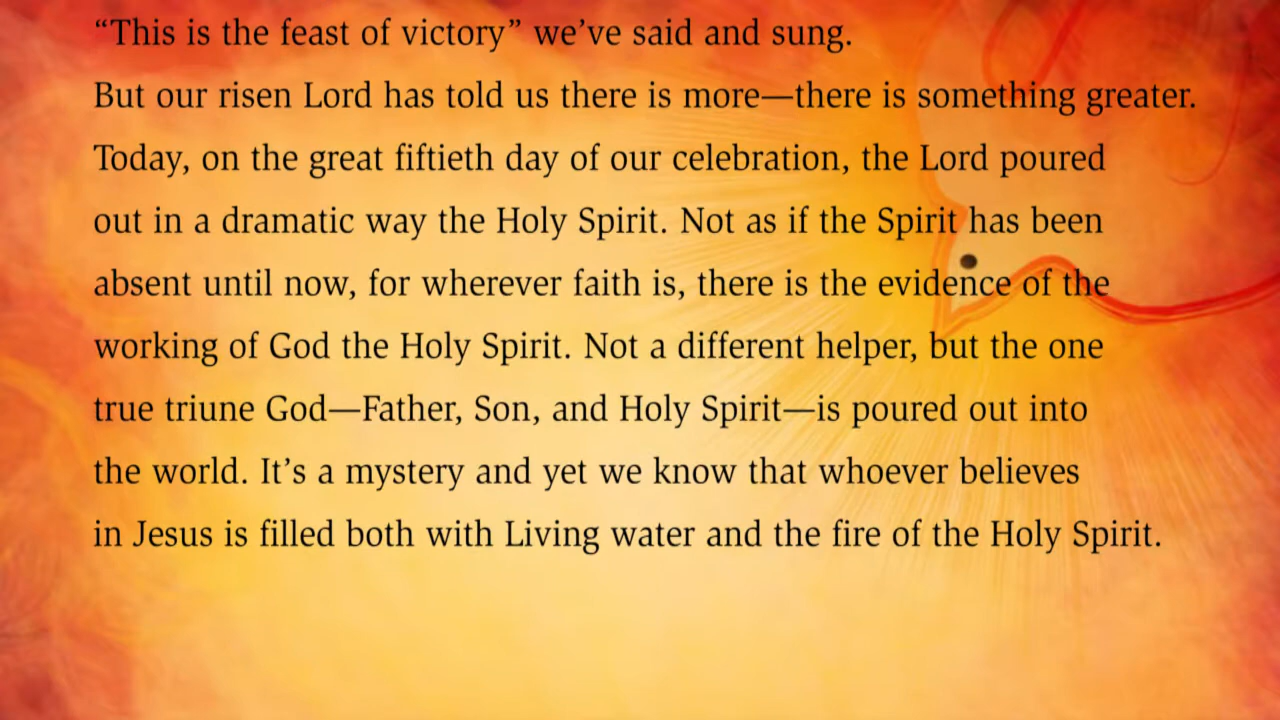 “This is the feast of victory” we’ve said and sung.
But our risen Lord has told us there is more—there is something greater.
Today, on the great fiftieth day of our celebration, the Lord poured
out in a dramatic way the Holy Spirit. Not as if the Spirit has been
absent until now, for wherever faith is, there is the evidence of the
working of God the Holy Spirit. Not a different helper, but the one
true triune God—Father, Son, and Holy Spirit—is poured out into
the world. It’s a mystery and yet we know that whoever believes
in Jesus is filled both with Living water and the fire of the Holy Spirit.